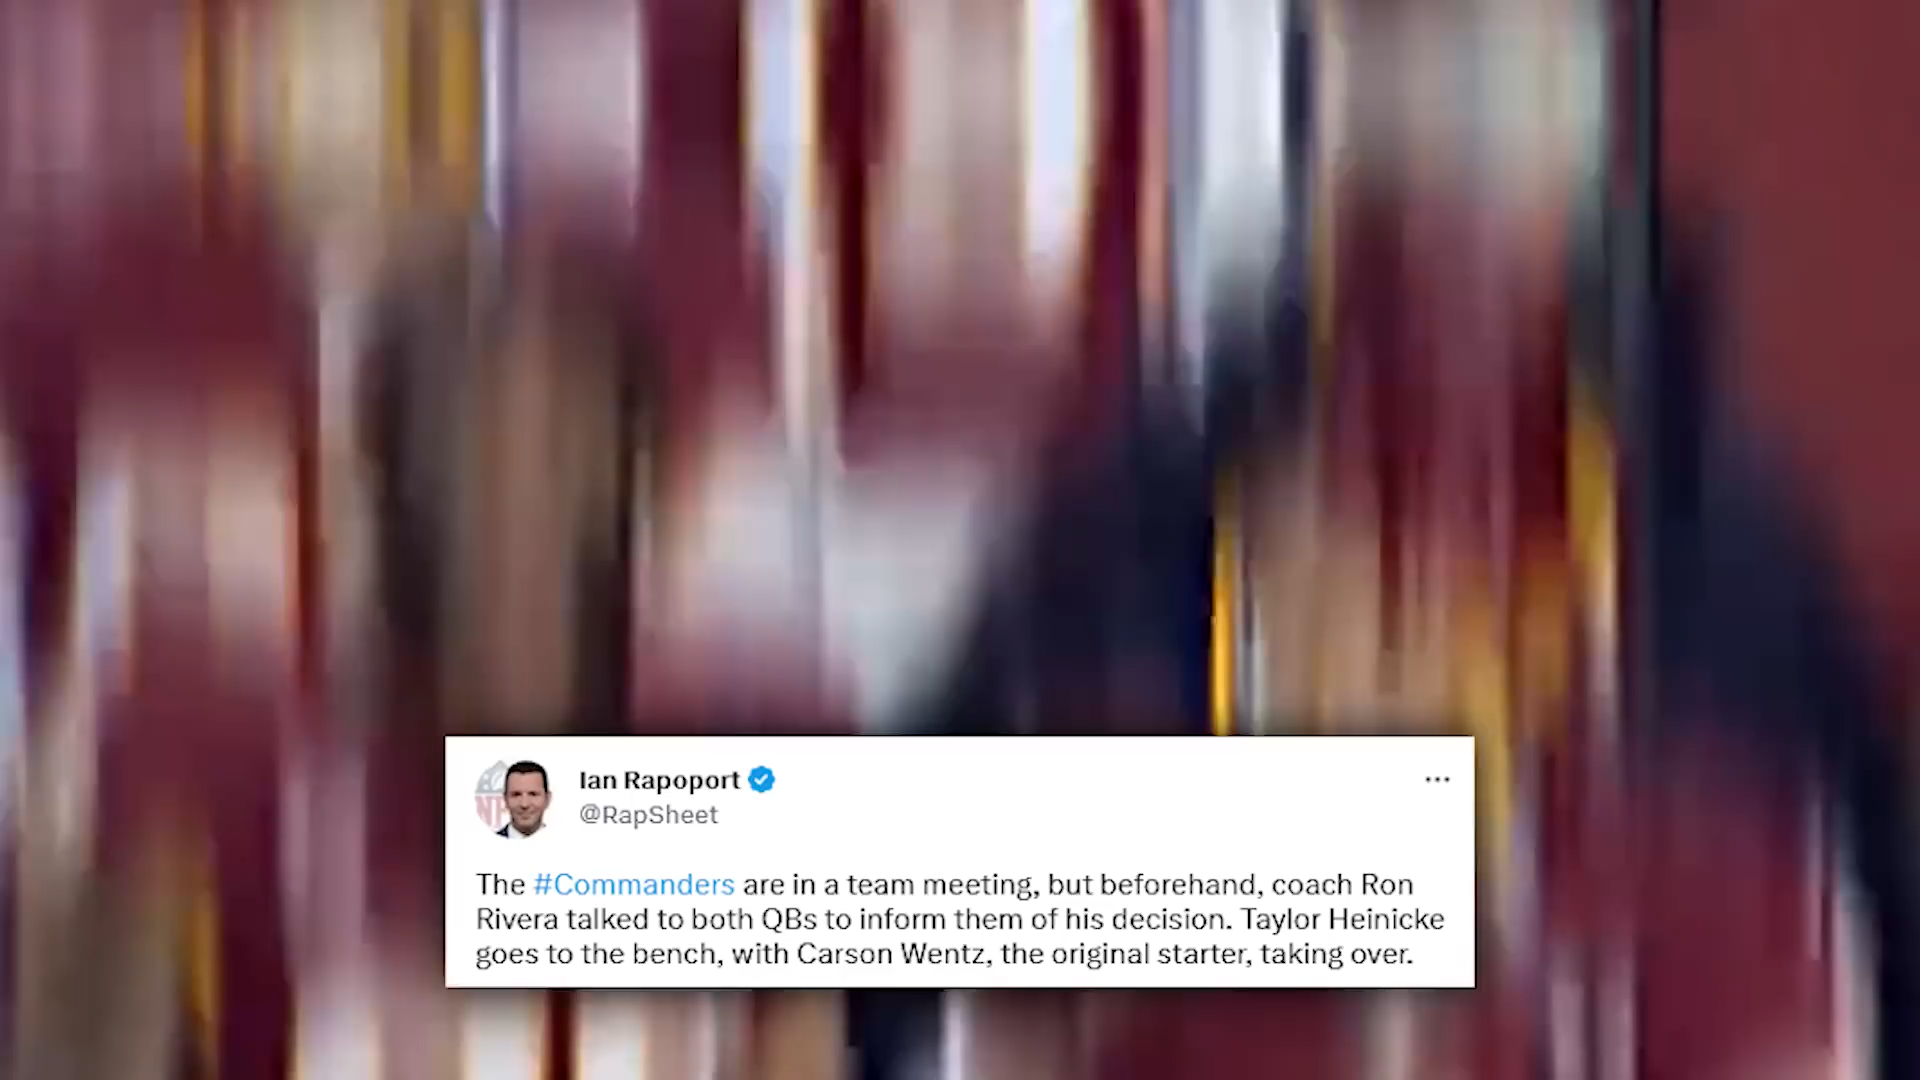 Ian Rapoport
@RapSheet
The #Commanders are in a team meeting, but beforehand, coach Ron
Rivera talked to both QBs to inform them of his decision. Taylor Heinicke
goes to the bench, with Carson Wentz, the original starter, taking over.